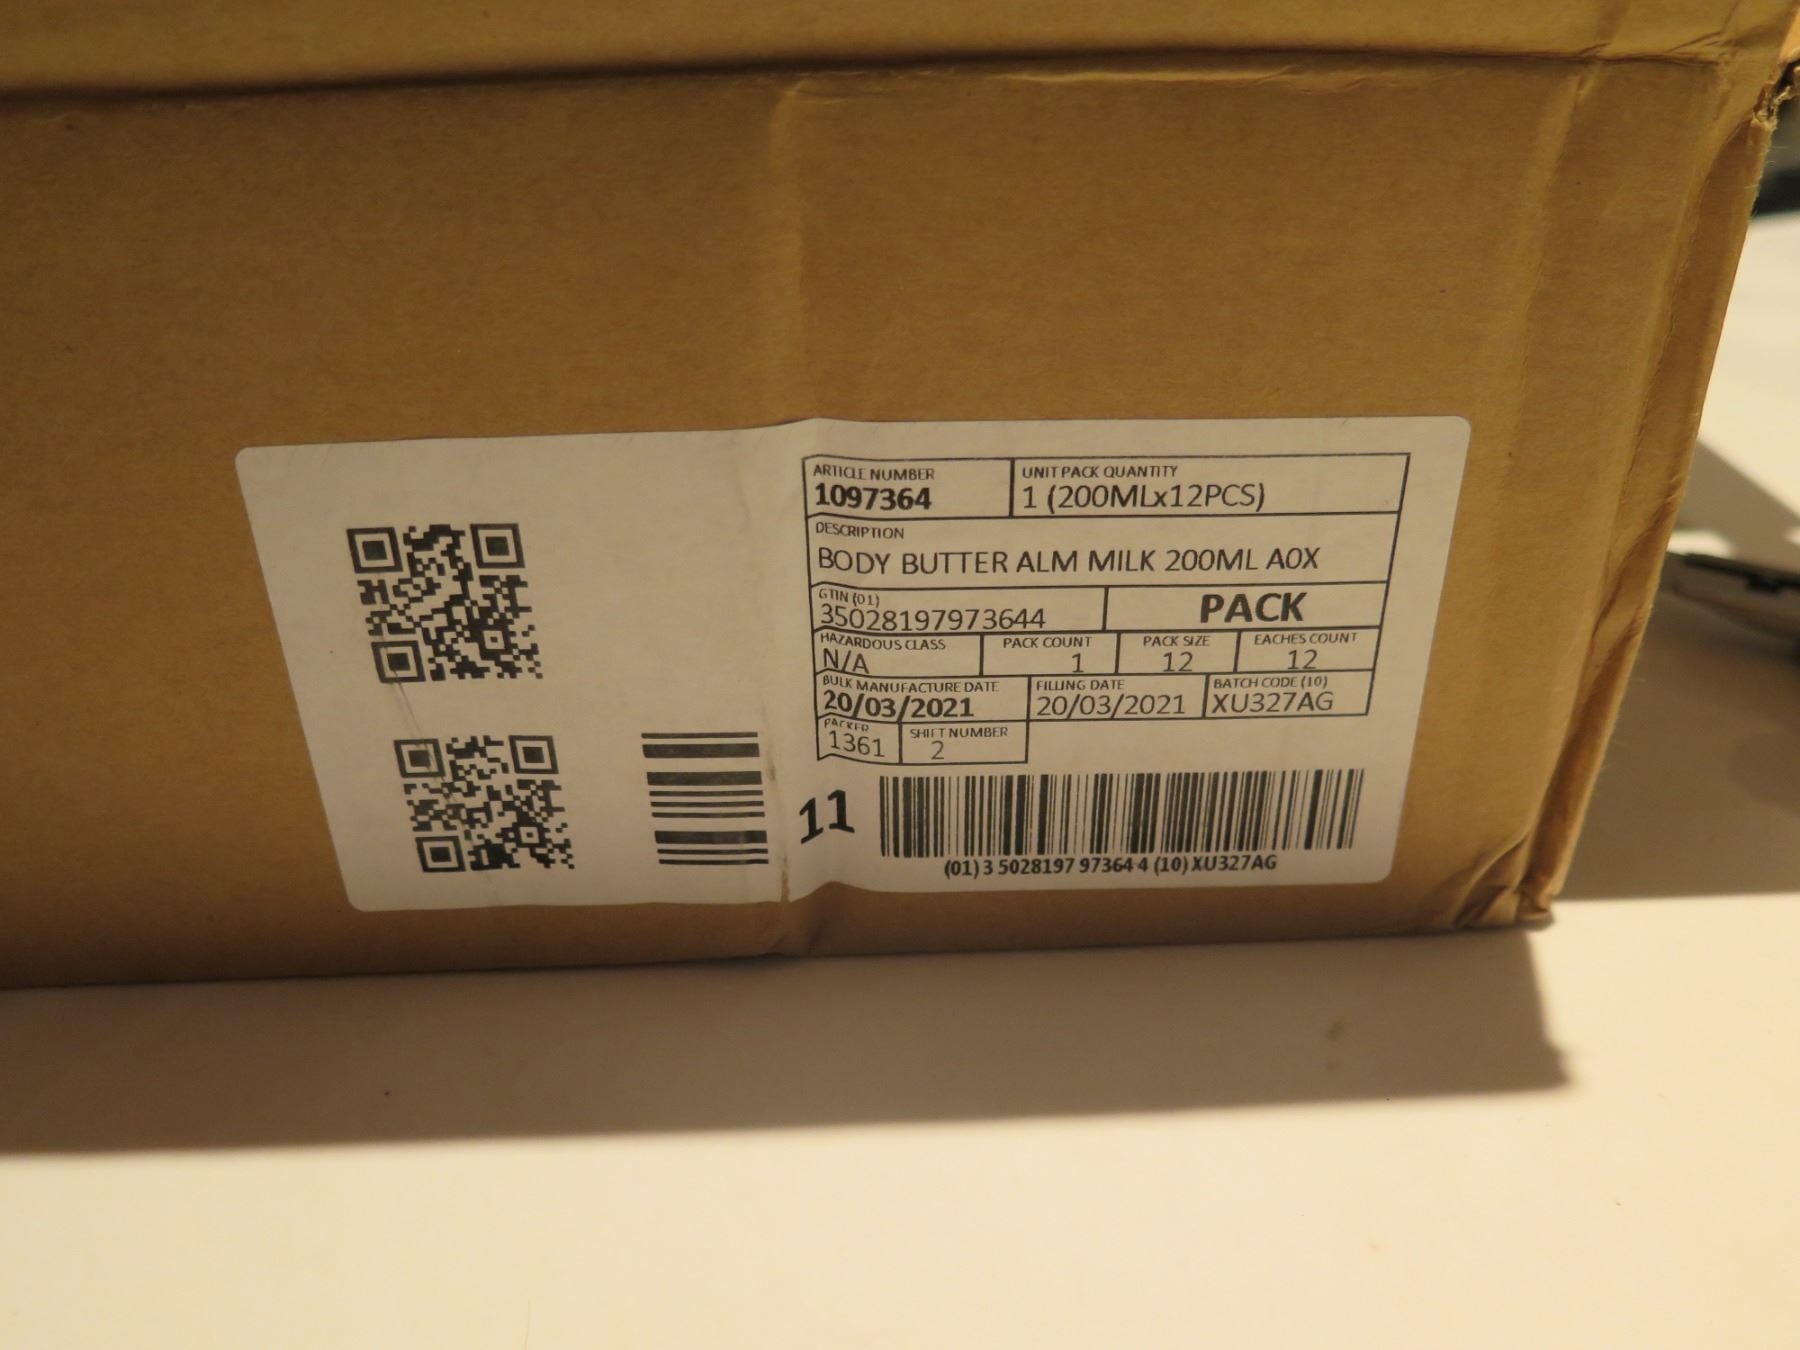 ARTICLE NUMBER
1097364
UNIT PACK QUANTITY
1 (200MLx12PCS)
DESCRIPTION
BODY BUTTER ALM MILK 200ML A0X
GTIN (01)
35028197973644
PACK
HAZARDOUS CLASS
N/A
PACK COUNT
1
PACK SIZE
12
EACHES COUNT
12
BULK MANUFACTURE DATE
20/03/2021
FILLING DATE
20/03/2021
BATCH CODE (10)
XU327AG
PACKER
1361
SHIFT NUMBER
2
11
(01) 3 5028197 97364 4 (10) XU327AG